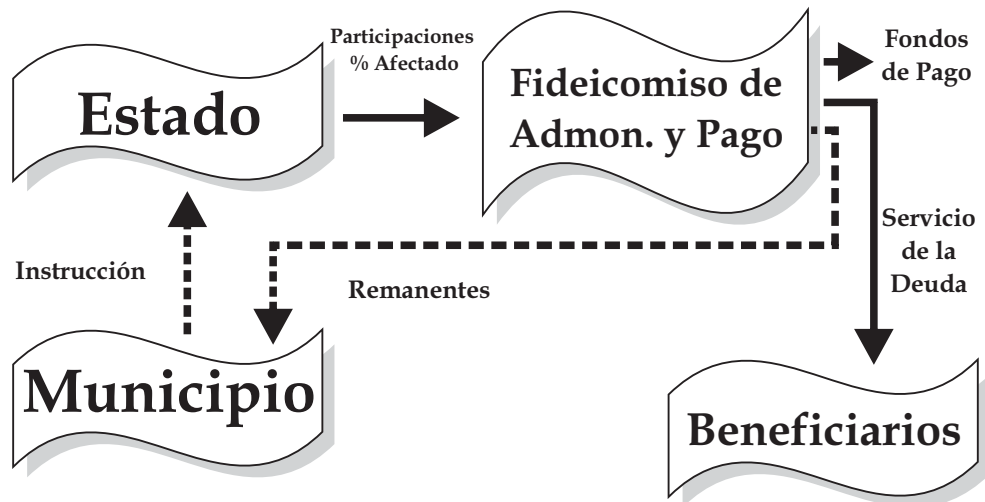 Participaciones
% Afectado
Fondos
de Pago
Estado
Fideicomiso de
Admon. y Pago
Servicio
de la
Deuda
Instrucción
Remanentes
Municipio
Beneficiarios